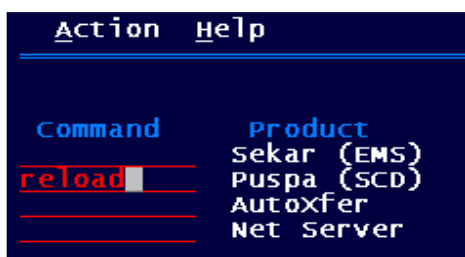 Action Help
Command Product
Sekar (EMS)
reload Puspa (SCD)
AutoXfer
Net Server